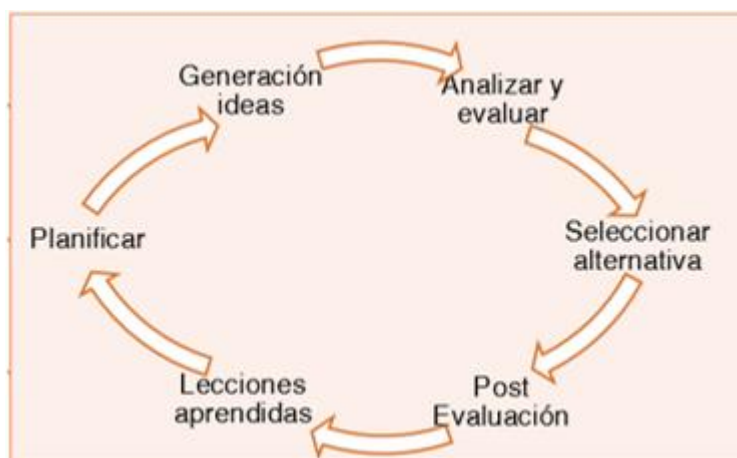 Generación
ideas
Analizar y
evaluar
Seleccionar
alternativa
Post
Evaluación
Lecciones
aprendidas
Planificar